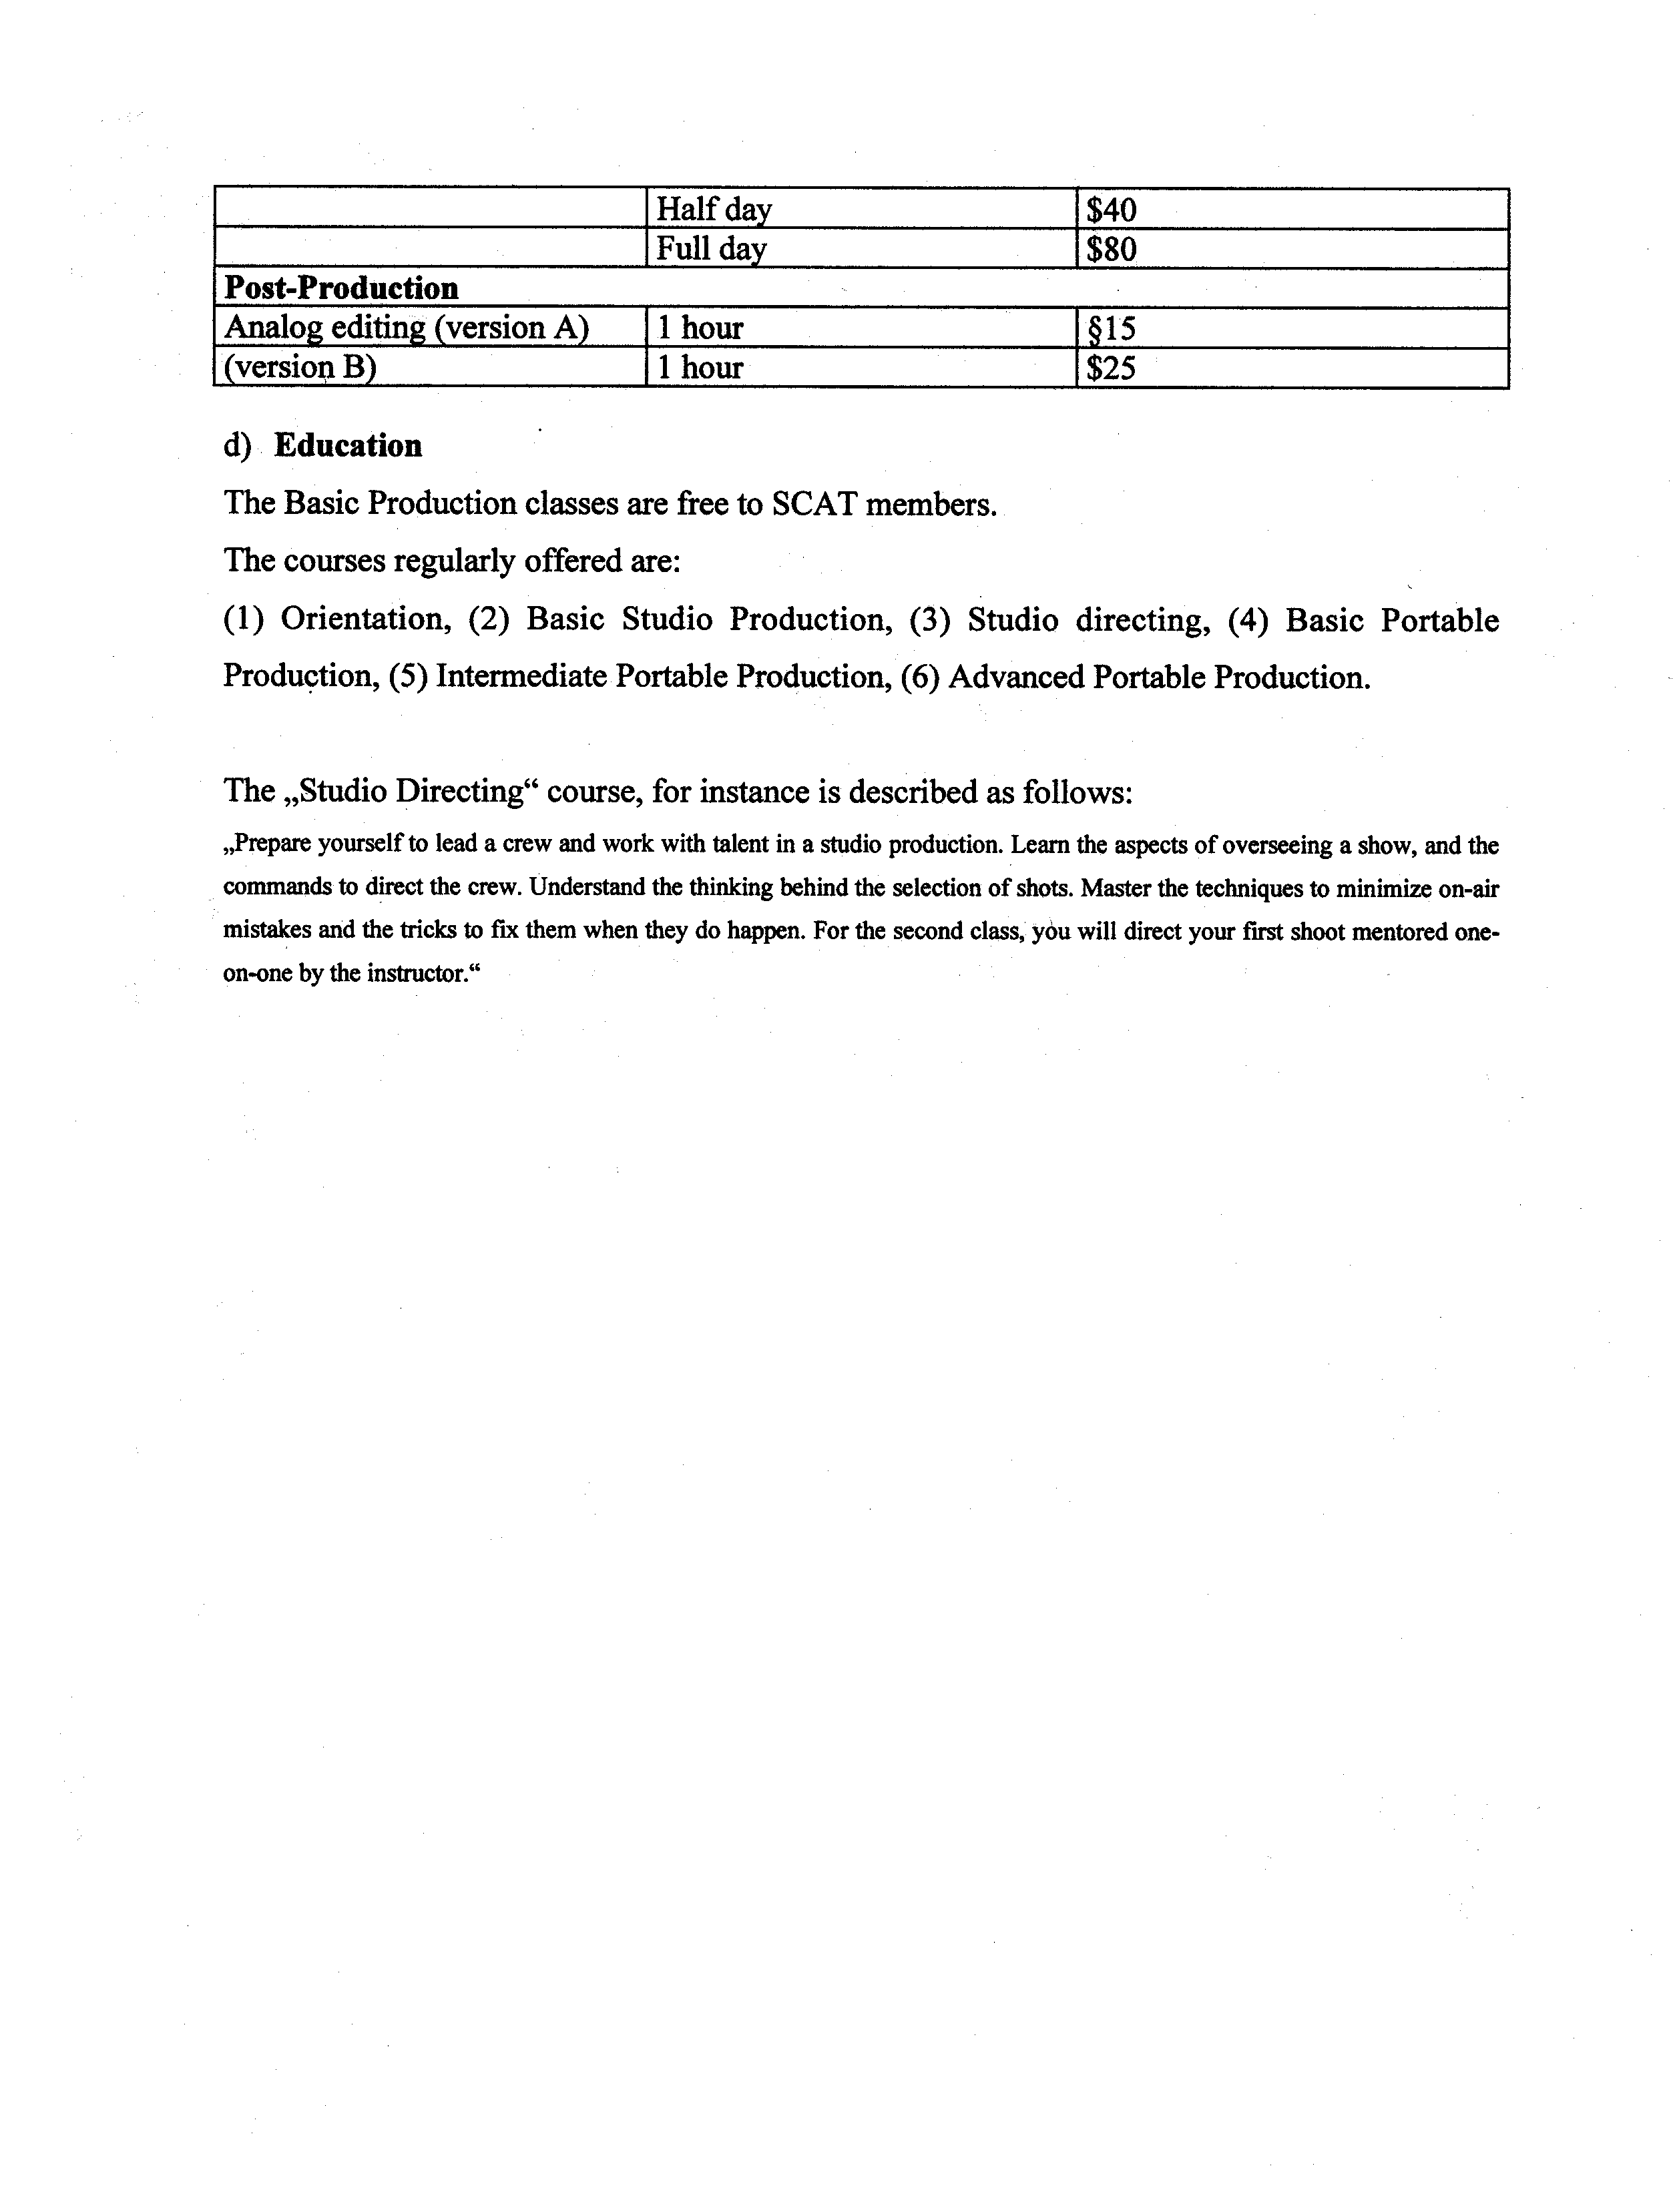 Half day $40
Full day $80
Post-Production
Analog editing (version A) 1 hour §15
(version B) 1 hour $25
d) Education
The Basic Production classes are free to SCAT members.
The courses regularly offered are:
(1) Orientation, (2) Basic Studio Production, (3) Studio directing, (4) Basic Portable
Production, (5) Intermediate Portable Production, (6) Advanced Portable Production.
The „Studio Directing“ course, for instance is described as follows:
„Prepare yourself to lead a crew and work with talent in a studio production. Learn the aspects of overseeing a show, and the
commands to direct the crew. Understand the thinking behind the selection of shots. Master the techniques to minimize on-air
mistakes and the tricks to fix them when they do happen. For the second class, you will direct your first shoot mentored one-
on-one by the instructor.“